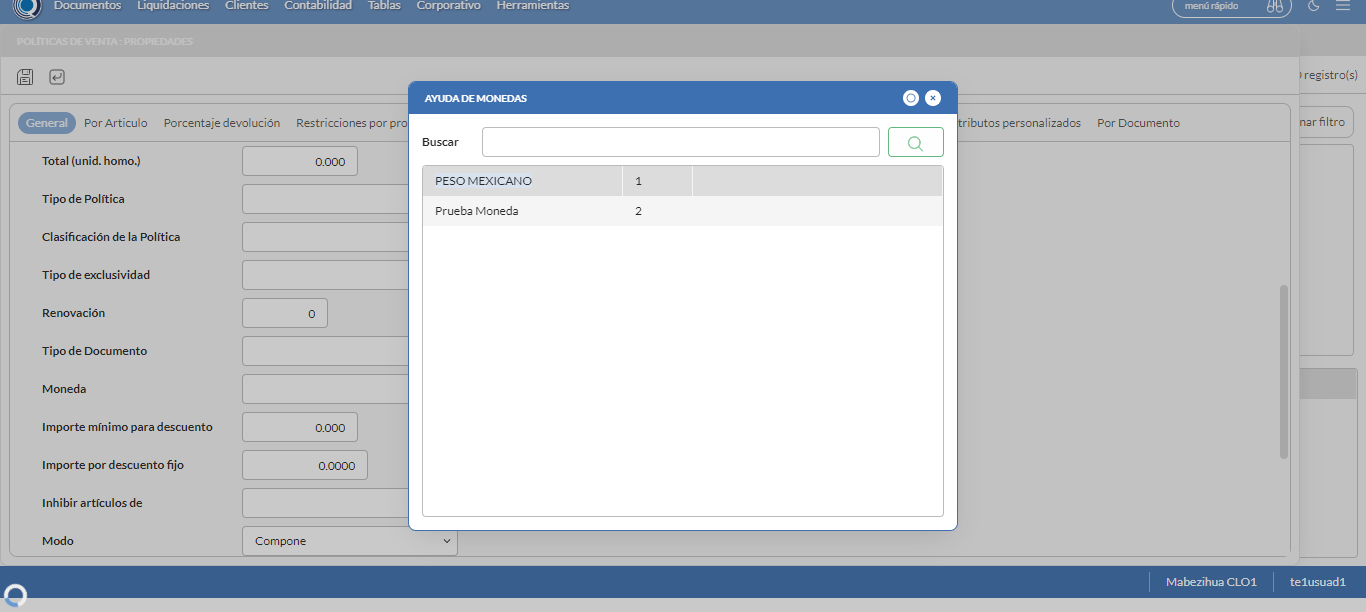 Documentos Liquidaciones Clientes Contabilidad Tablas Corporativo Herramientas menú rápido
POLÍTICAS DE VENTA : PROPIEDADES
registro(s)
AYUDA DE MONEDAS
General Por Articulo Porcentaje devolución Restricciones por pro tributos personalizados Por Documento nar filtro
Buscar
Total (unid. homo.) 0.000
PESO MEXICANO 1
Tipo de Política
Prueba Moneda 2
Clasificación de la Política
Tipo de exclusividad
Renovación 0
Tipo de Documento
Moneda
Importe mínimo para descuento 0.000
Importe por descuento fijo 0.0000
Inhibir artículos de
Modo Compone
Mabezihua CLO1 te1usuad1